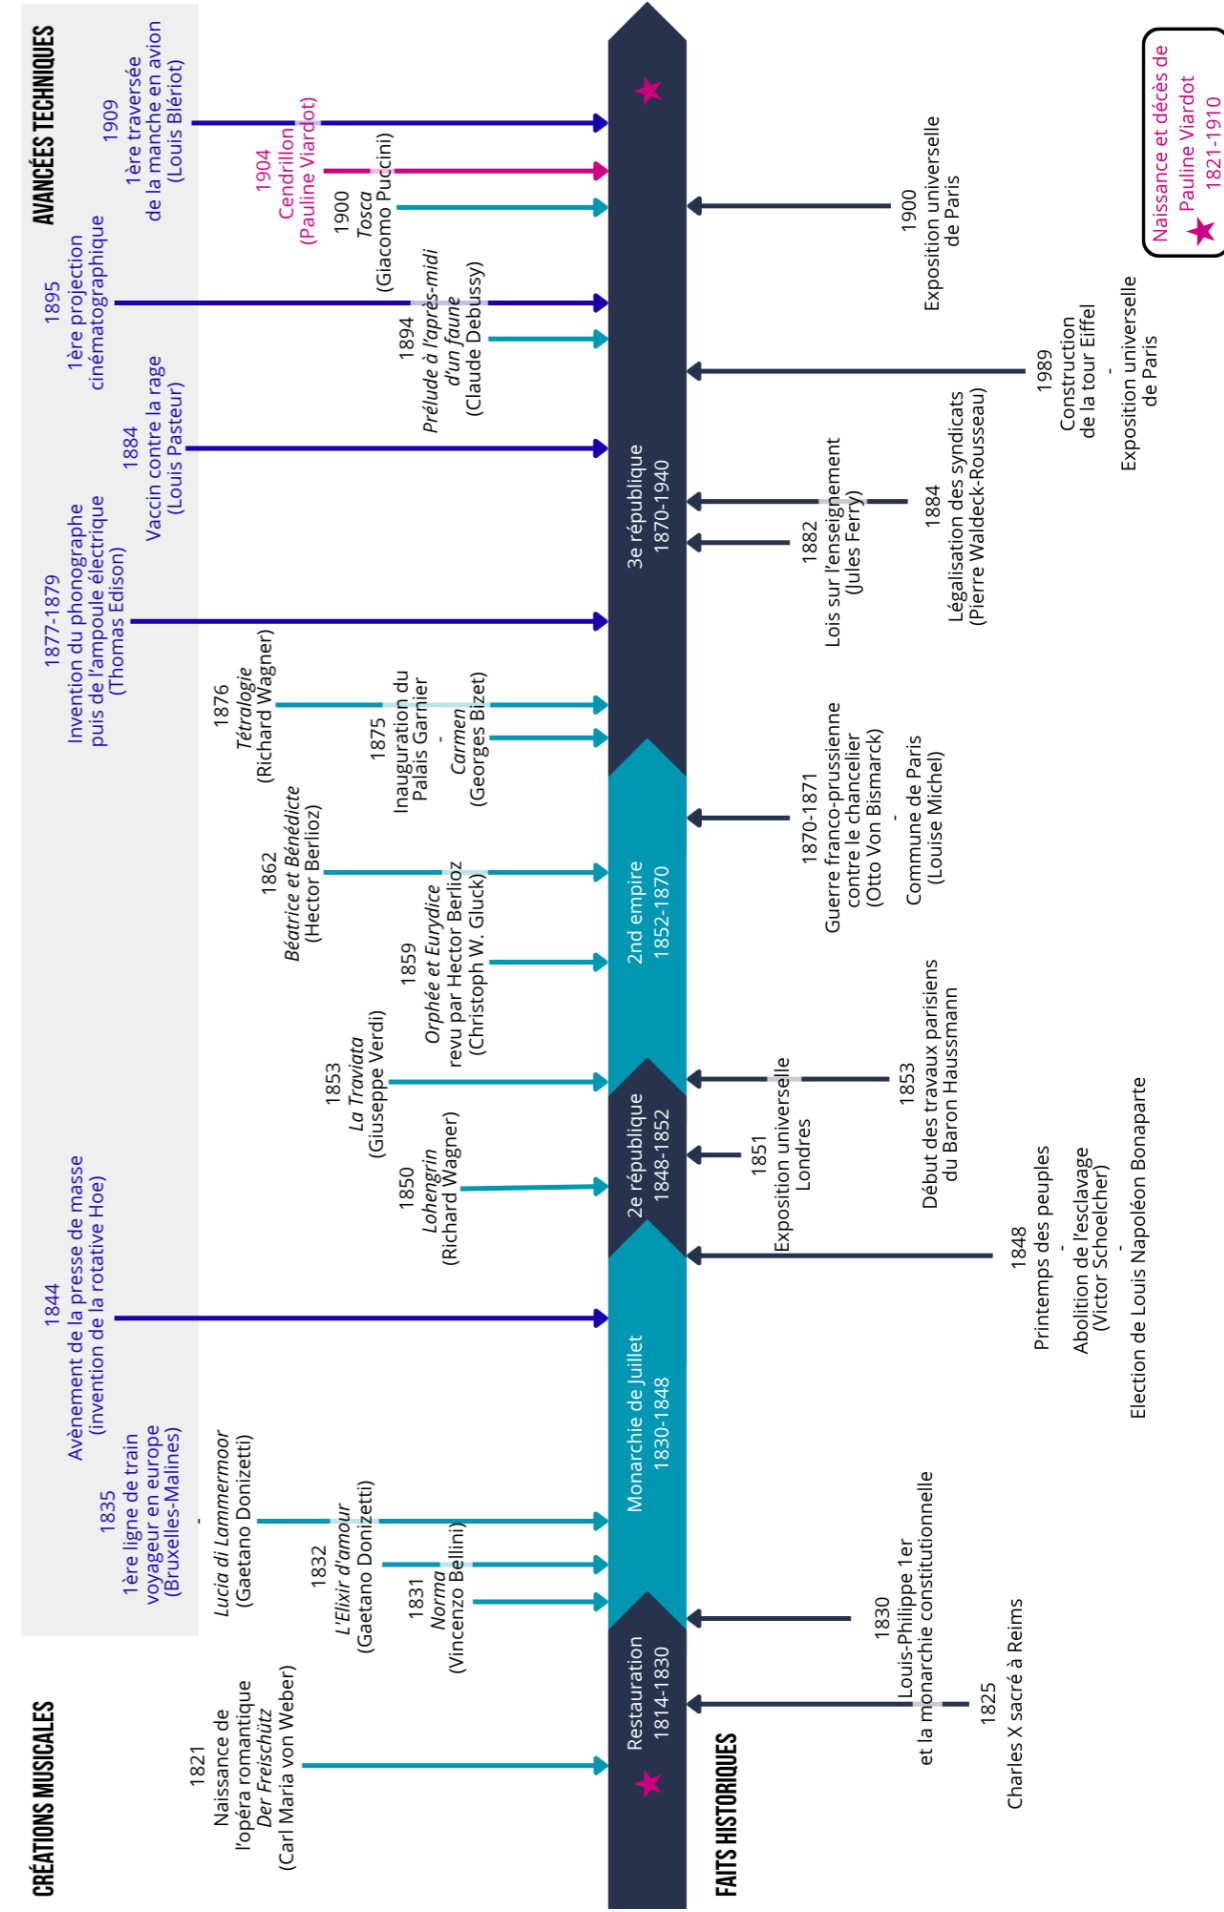 CRÉATIONS MUSICALES
AVANCÉES TECHNIQUES
1821
Naissance de
l'opéra romantique
Der Freischütz
(Carl Maria von Weber)
1831
Norma
(Vincenzo Bellini)
1832
L'Elixir d'amour
(Gaetano Donizetti)
1835
1ère ligne de train
voyageur en europe
(Bruxelles-Malines)
-
Lucia di Lammermoor
(Gaetano Donizetti)
1844
Avènement de la presse de masse
(invention de la rotative Hoe)
1850
Lohengrin
(Richard Wagner)
1853
La Traviata
(Giuseppe Verdi)
1859
Orphée et Eurydice
revu par Hector Berlioz
(Christoph W. Gluck)
1862
Béatrice et Bénédicte
(Hector Berlioz)
1875
Inauguration du
Palais Garnier
-
Carmen
(Georges Bizet)
1876
Tétralogie
(Richard Wagner)
1877-1879
Invention du phonographe
puis de l'ampoule électrique
(Thomas Edison)
1884
Vaccin contre la rage
(Louis Pasteur)
1894
Prélude à l'après-midi
d'un faune
(Claude Debussy)
1895
1ère projection
cinématographique
1900
Tosca
(Giacomo Puccini)
1904
Cendrillon
(Pauline Viardot)
1909
1ère traversée
de la manche en avion
(Louis Blériot)
Restauration
1814-1830
Monarchie de Juillet
1830-1848
2e république
1848-1852
2nd empire
1852-1870
3e république
1870-1940
FAITS HISTORIQUES
1825
Charles X sacré à Reims
1830
Louis-Philippe 1er
et la monarchie constitutionnelle
1848
Printemps des peuples
-
Abolition de l'esclavage
(Victor Schoelcher)
-
Election de Louis Napoléon Bonaparte
1851
Exposition universelle
Londres
1853
Début des travaux parisiens
du Baron Haussmann
1870-1871
Guerre franco-prussienne
contre le chancelier
(Otto Von Bismarck)
-
Commune de Paris
(Louise Michel)
1882
Lois sur l'enseignement
(Jules Ferry)
1884
Légalisation des syndicats
(Pierre Waldeck-Rousseau)
1989
Construction
de la tour Eiffel
-
Exposition universelle
de Paris
1900
Exposition universelle
de Paris
Naissance et décès de
Pauline Viardot
1821-1910